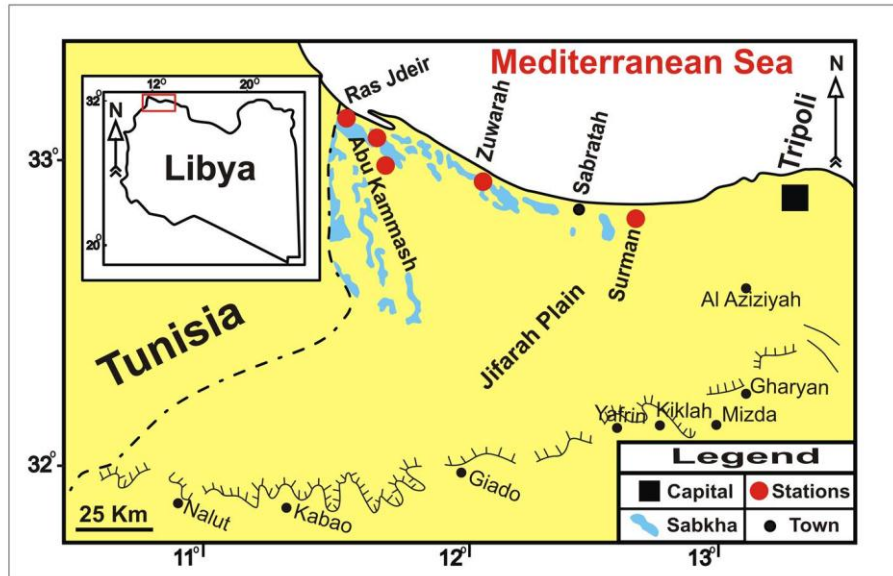 Mediterranean Sea
N
Ras Jdeir
Zuwarah
Sabratah
Tripoli
12°
20°
32°
N
Libya
20°
33°
Abu Kammash
Surman
Al Aziziyah
Tunisia
Jifarah Plain
Gharyan
Yafrin
Kiklah
Mizda
32°
Giado
Nalut
Kabao
25 Km
Legend
Capital
Stations
Sabkha
Town
11°
12°
13°